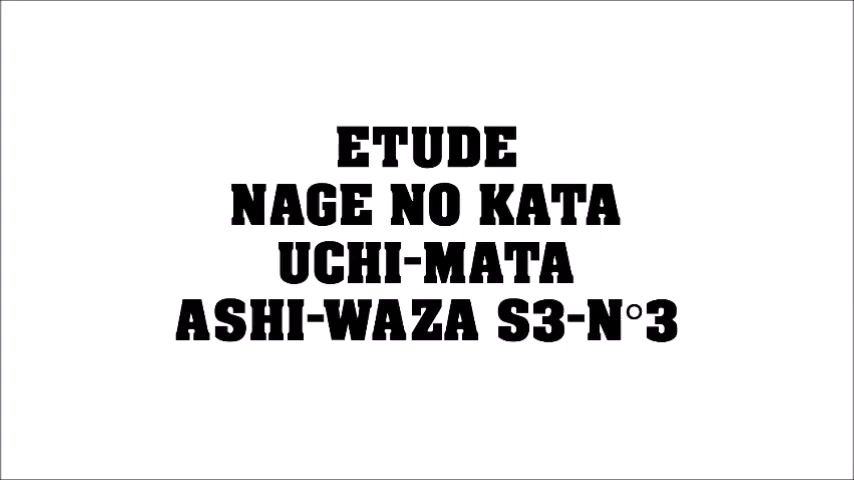 ETUDE
NAGE NO KATA
UCHI-MATA
ASHI-WAZA S3-N°3